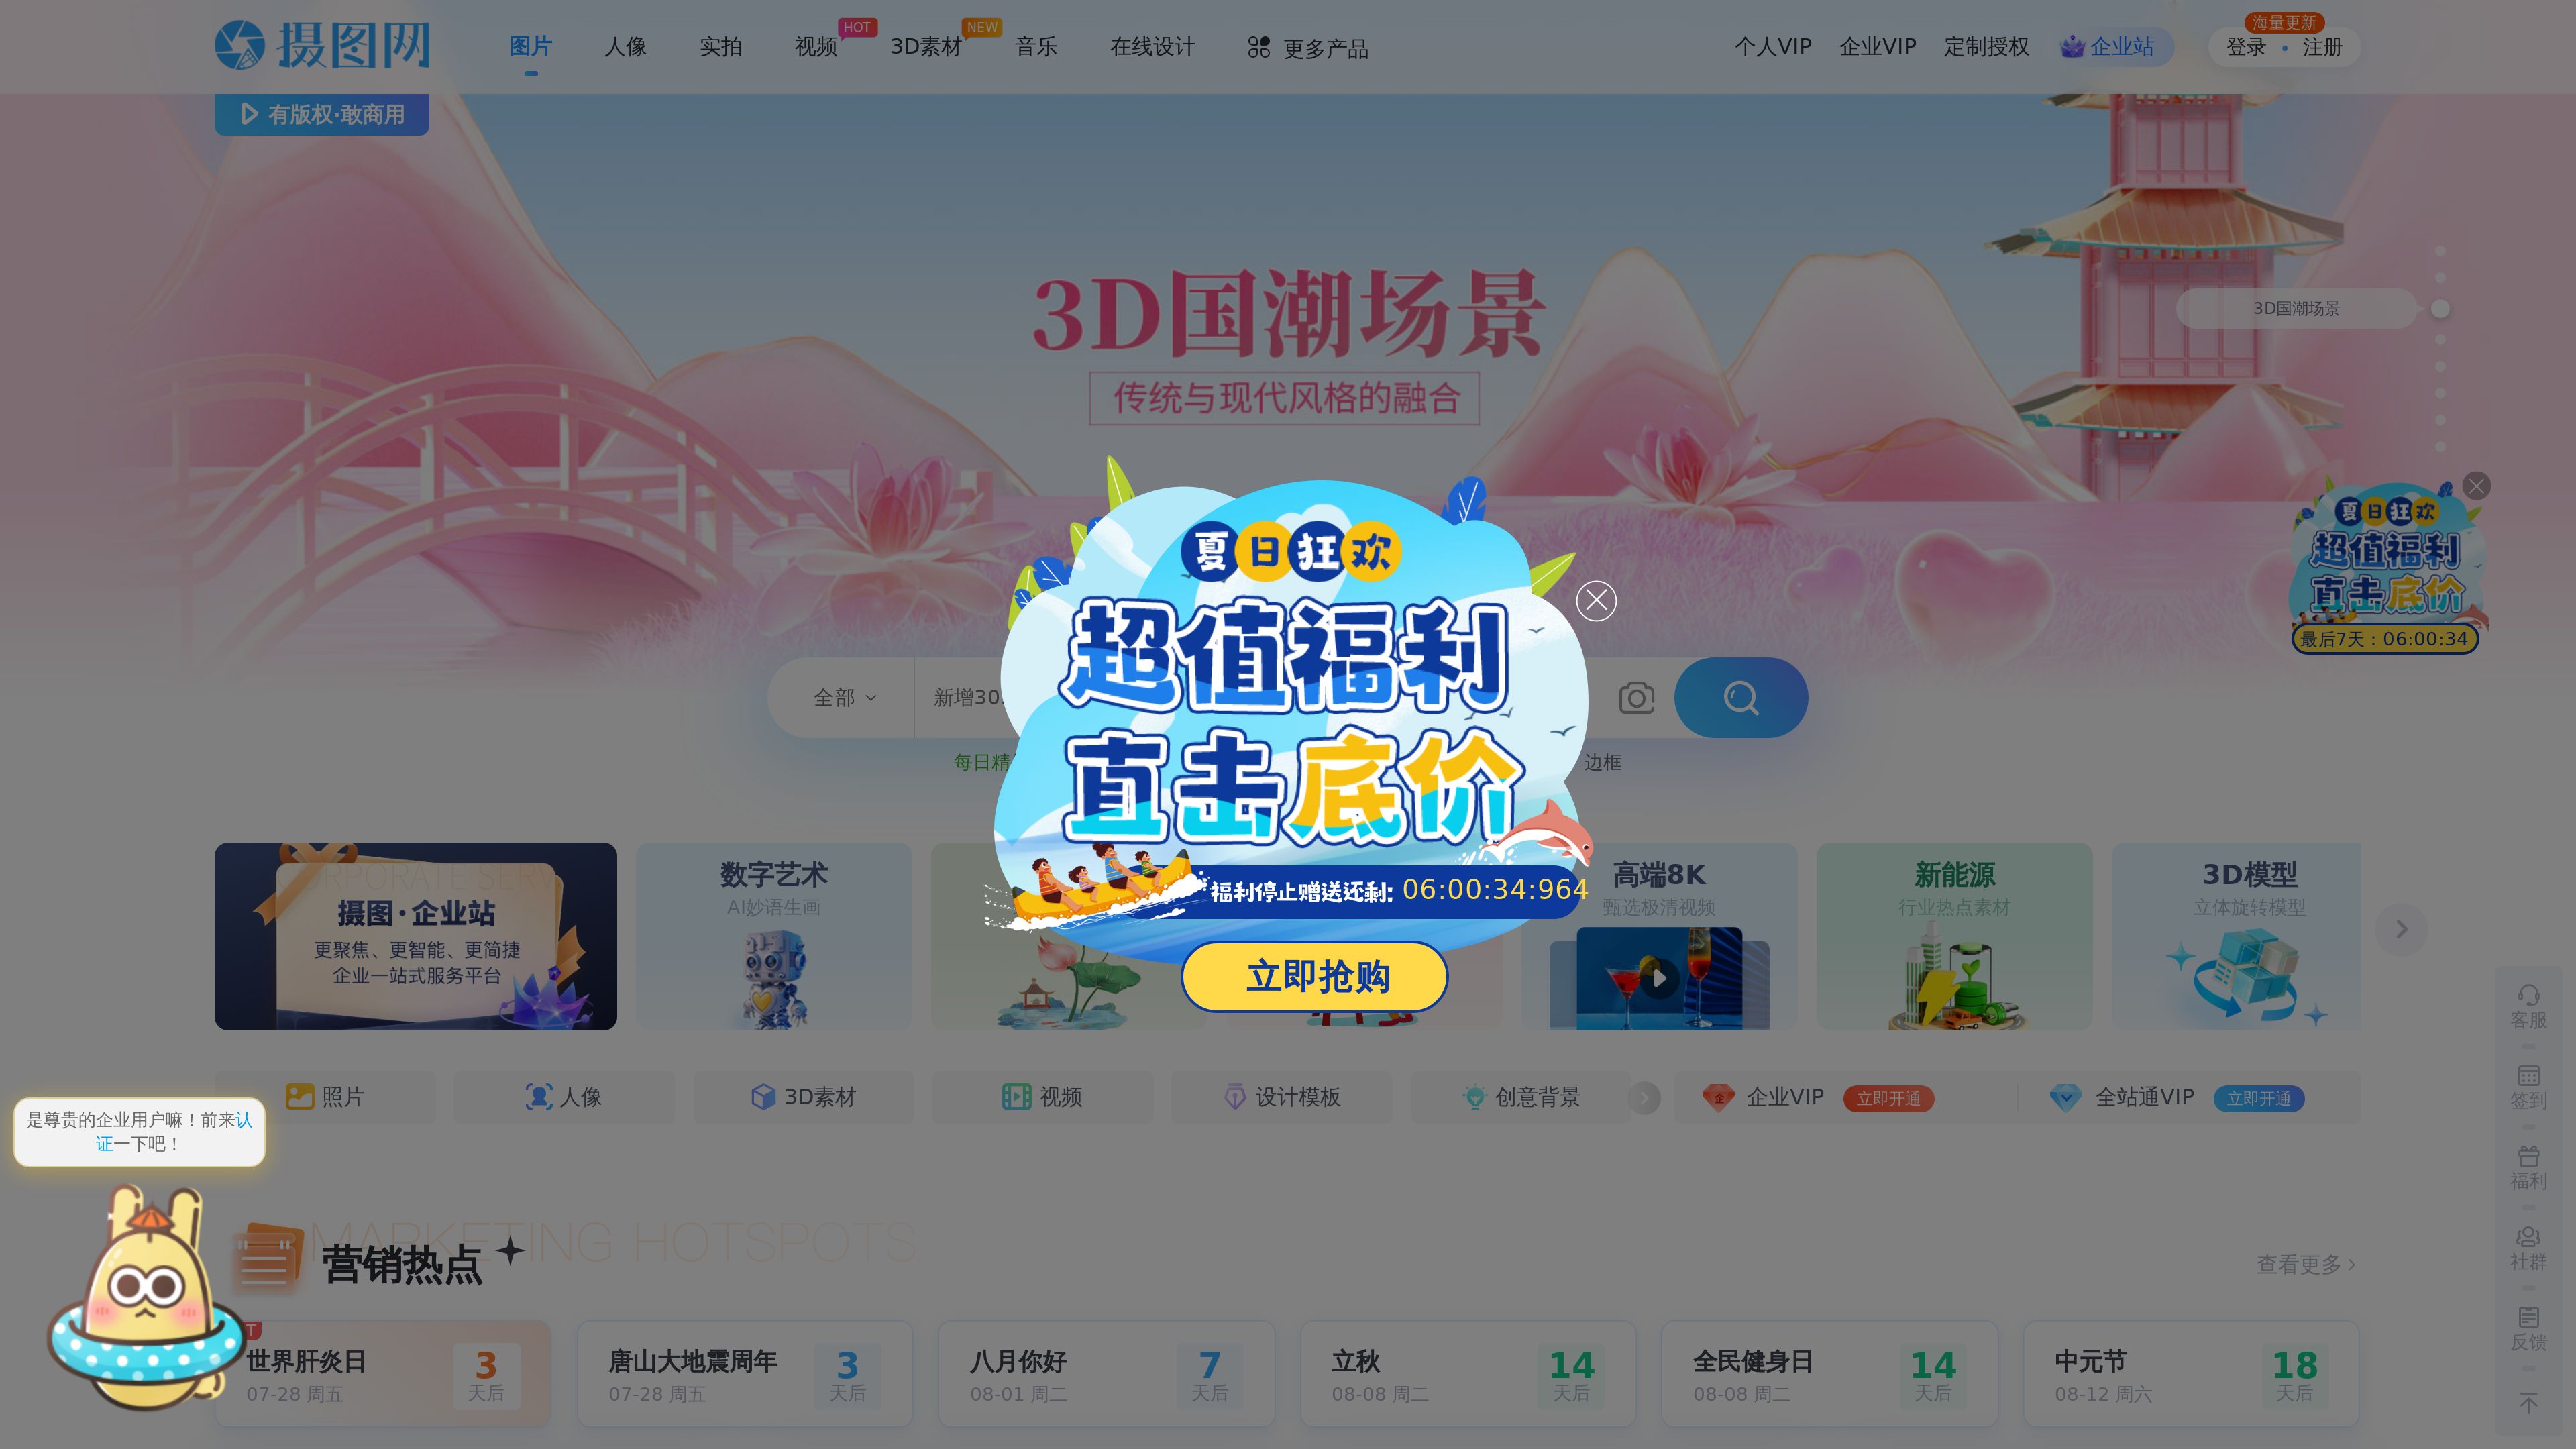 摄图网
图片
人像
实拍
视频
HOT
3D素材
NEW
音乐
在线设计
更多产品
个人VIP
企业VIP
定制授权
企业站
海量更新
登录 • 注册
有版权·敢商用
3D国潮场景
传统与现代风格的融合
3D国潮场景
夏日狂欢
超值福利
直击底价
最后7天：06:00:34
夏日狂欢
超值福利
直击底价
福利停止赠送还剩: 06:00:34:964
立即抢购
全部
新增30
每日精
边框
摄图·企业站
更聚焦、更智能、更简捷
企业一站式服务平台
数字艺术
AI妙语生画
高端8K
甄选极清视频
新能源
行业热点素材
3D模型
立体旋转模型
照片
人像
3D素材
视频
设计模板
创意背景
企
企业VIP
立即开通
全站通VIP
立即开通
是尊贵的企业用户嘛！前来认
证一下吧！
MARKETING HOTSPOTS
营销热点
查看更多
世界肝炎日
07-28 周五
3
天后
唐山大地震周年
07-28 周五
3
天后
八月你好
08-01 周二
7
天后
立秋
08-08 周二
14
天后
全民健身日
08-08 周二
14
天后
中元节
08-12 周六
18
天后
客服
签到
福利
社群
反馈